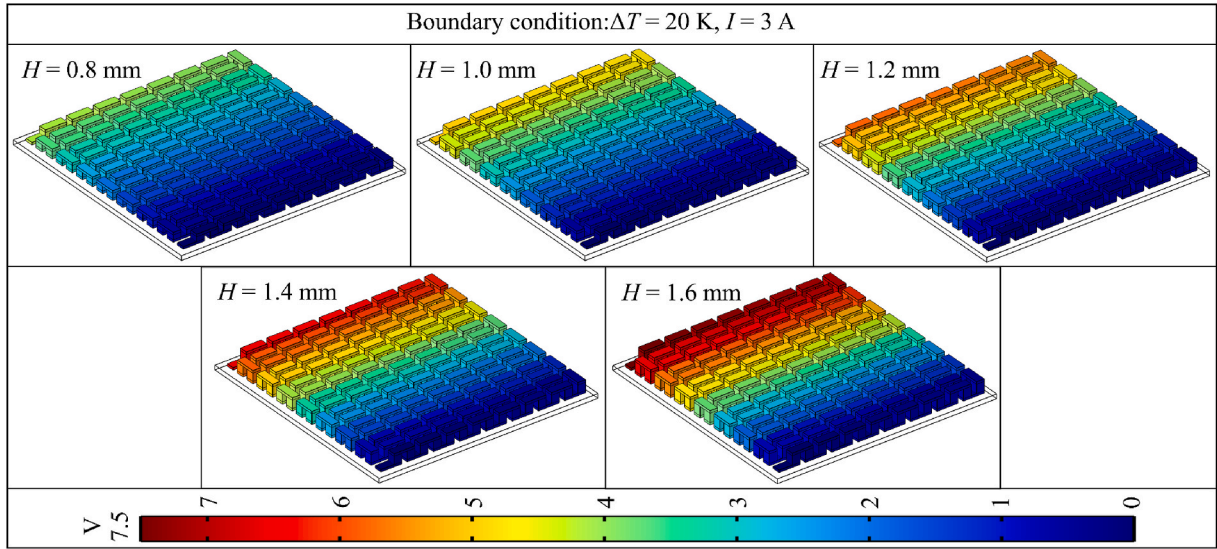 Boundary condition:ΔT = 20 K, I = 3 A
H = 0.8 mm
H = 1.0 mm
H = 1.2 mm
H = 1.4 mm
H = 1.6 mm
V
7.5
7
6
5
4
3
2
1
0